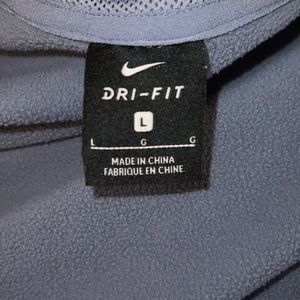 DRI-FIT
L
L G G
MADE IN CHINA
FABRIQUE EN CHINE